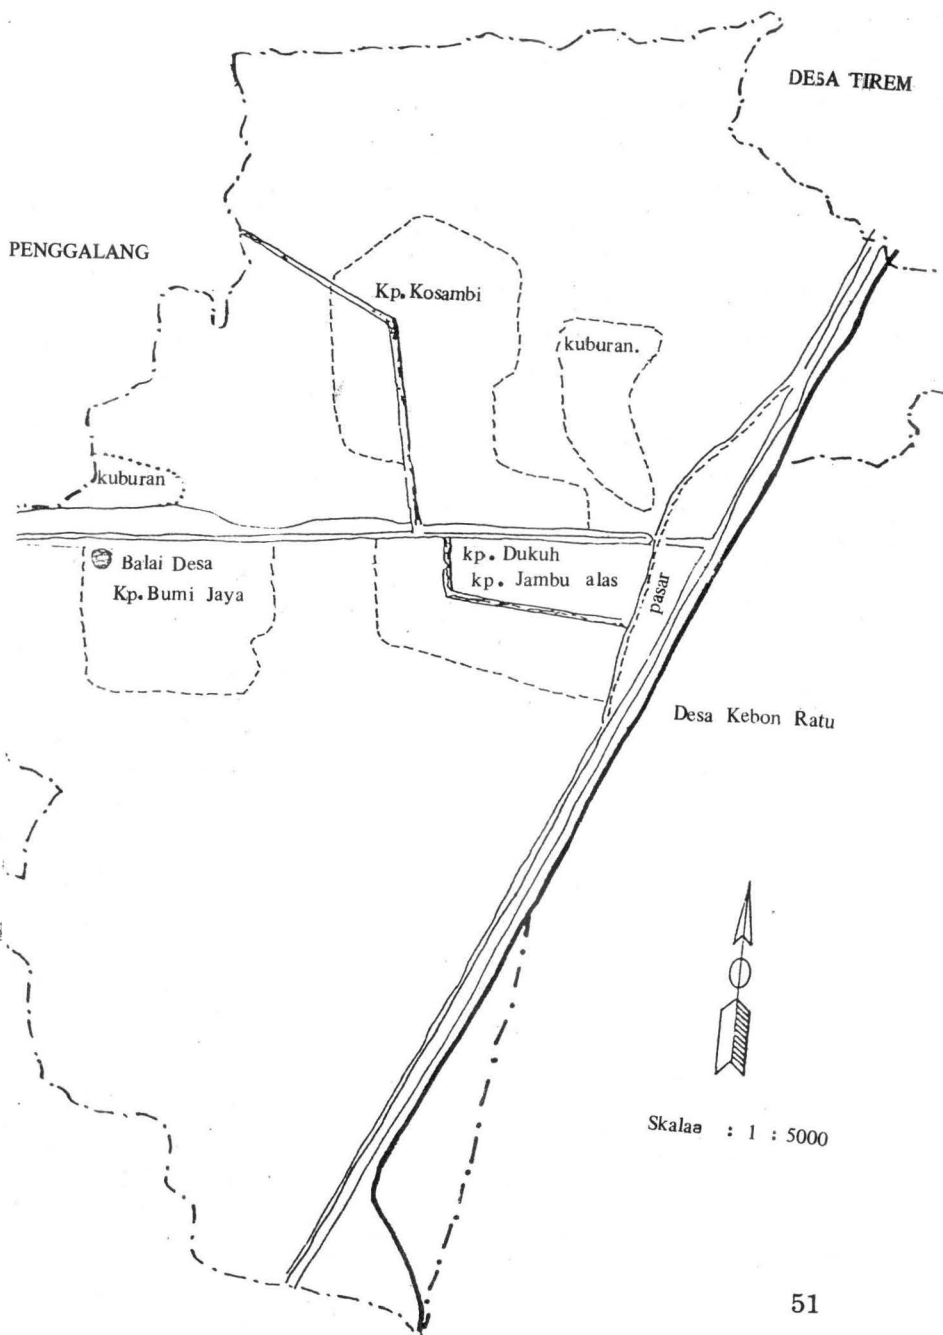 DESA TIREM
PENGGALANG
Kp. Kosambi
kuburan.
kuburan
Balai Desa
Kp. Bumi Jaya
kp. Dukuh
kp. Jambu alas
pasar
Desa Kebon Ratu
Skalaa : 1 : 5000
51